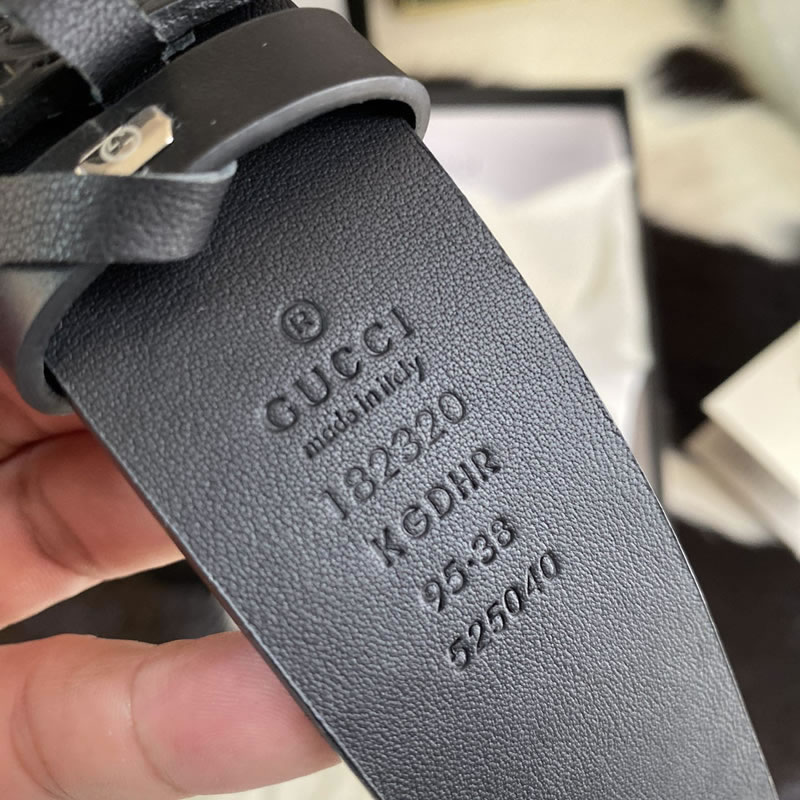 ®
GUCCI
made in italy
182320
KGDHR
95·38
525040